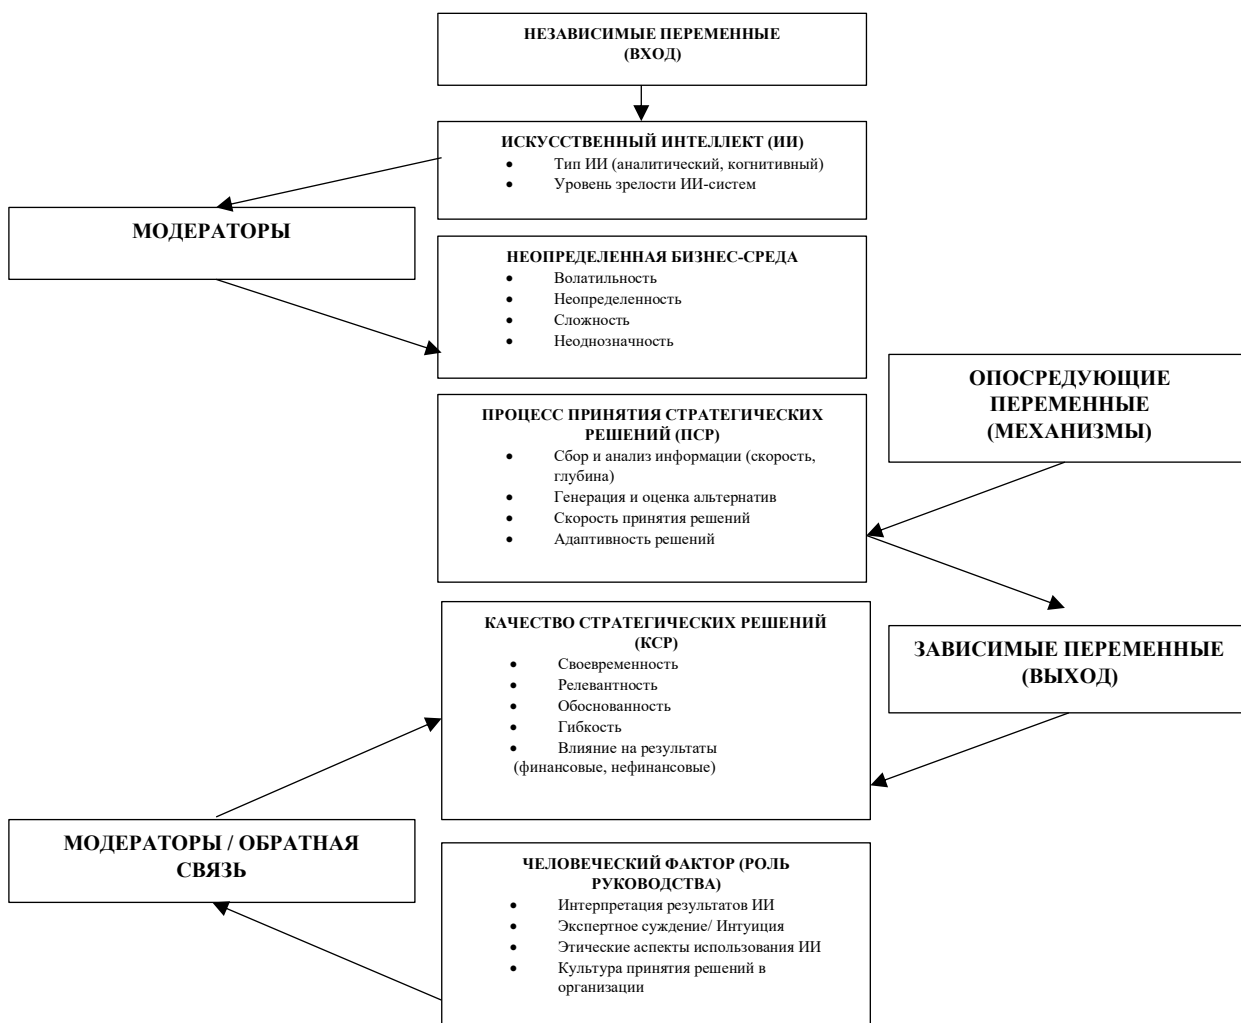 НЕЗАВИСИМЫЕ ПЕРЕМЕННЫЕ
(ВХОД)
ИСКУССТВЕННЫЙ ИНТЕЛЛЕКТ (ИИ)
• Тип ИИ (аналитический, когнитивный)
• Уровень зрелости ИИ-систем
МОДЕРАТОРЫ
НЕОПРЕДЕЛЕННАЯ БИЗНЕС-СРЕДА
• Волатильность
• Неопределенность
• Сложность
• Неоднозначность
ОПОСРЕДУЮЩИЕ
ПЕРЕМЕННЫЕ
(МЕХАНИЗМЫ)
ПРОЦЕСС ПРИНЯТИЯ СТРАТЕГИЧЕСКИХ
РЕШЕНИЙ (ПСР)
• Сбор и анализ информации (скорость,
глубина)
• Генерация и оценка альтернатив
• Скорость принятия решений
• Адаптивность решений
КАЧЕСТВО СТРАТЕГИЧЕСКИХ РЕШЕНИЙ
(КСР)
• Своевременность
• Релевантность
• Обоснованность
• Гибкость
• Влияние на результаты
(финансовые, нефинансовые)
ЗАВИСИМЫЕ ПЕРЕМЕННЫЕ
(ВЫХОД)
МОДЕРАТОРЫ / ОБРАТНАЯ
СВЯЗЬ
ЧЕЛОВЕЧЕСКИЙ ФАКТОР (РОЛЬ
РУКОВОДСТВА)
• Интерпретация результатов ИИ
• Экспертное суждение/ Интуиция
• Этические аспекты использования ИИ
• Культура принятия решений в
организации